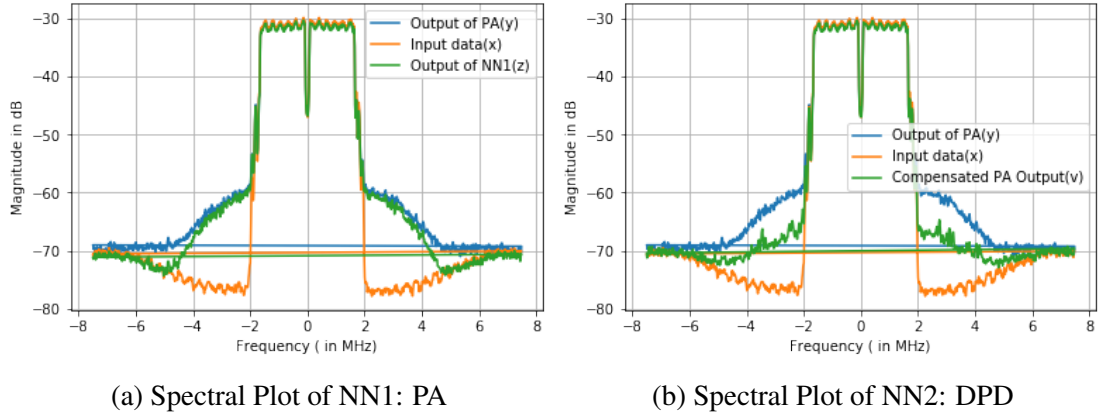 Output of PA(y)
Input data(x)
Output of NN1(z)
Magnitude in dB
−30
−40
−50
−60
−70
−80
−8
−6
−4
−2
0
2
4
6
8
Frequency ( in MHz)
(a) Spectral Plot of NN1: PA
Output of PA(y)
Input data(x)
Compensated PA Output(v)
Magnitude in dB
−30
−40
−50
−60
−70
−80
−8
−6
−4
−2
0
2
4
6
8
Frequency ( in MHz)
(b) Spectral Plot of NN2: DPD